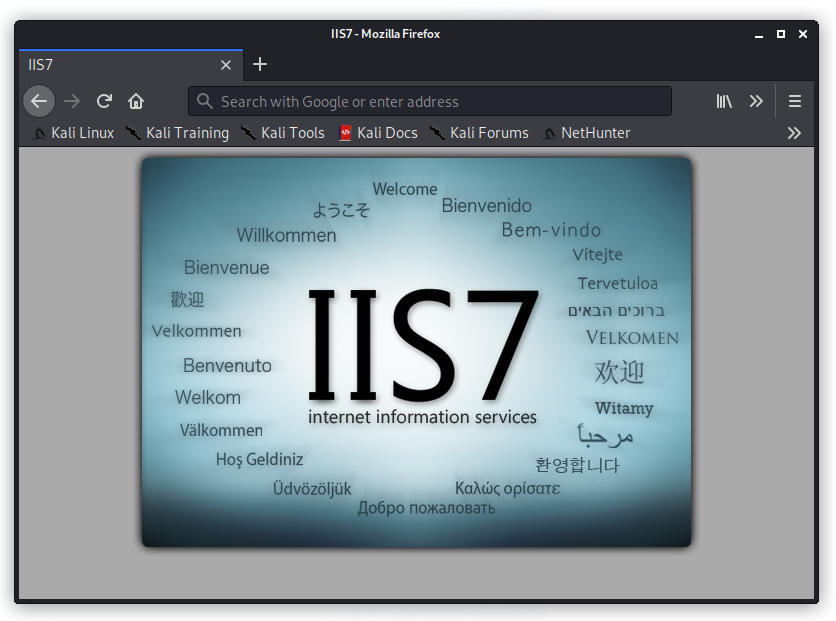 IIS7 - Mozilla Firefox
IIS7
Search with Google or enter address
Kali Linux Kali Training Kali Tools Kali Docs Kali Forums NetHunter
Welcome
ようこそ
Bienvenido
Willkommen
Bem-vindo
Vítejte
Bienvenue
Tervetuloa
歡迎
ברוכים הבאים
Velkommen
VELKOMEN
Benvenuto
欢迎
Welkom
Witamy
Välkommen
مرحباً
Hoş Geldiniz
환영합니다
Üdvözöljük
Καλώς ορίσατε
Добро пожаловать
IIS7
internet information services